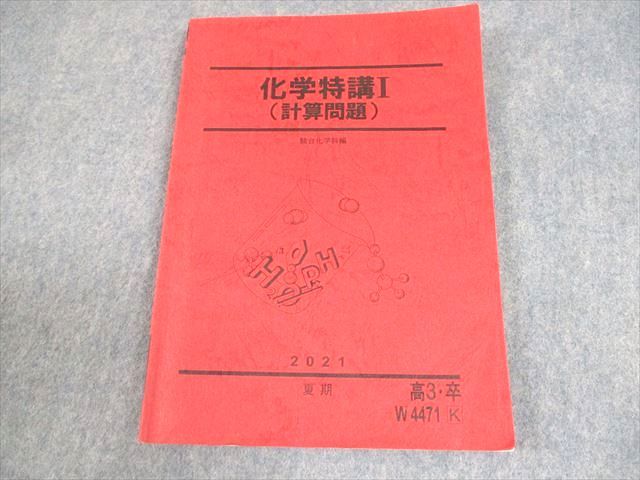 化学特講I
(計算問題)
駿台化学科編
2021
夏期
高3・卒
W4471 K